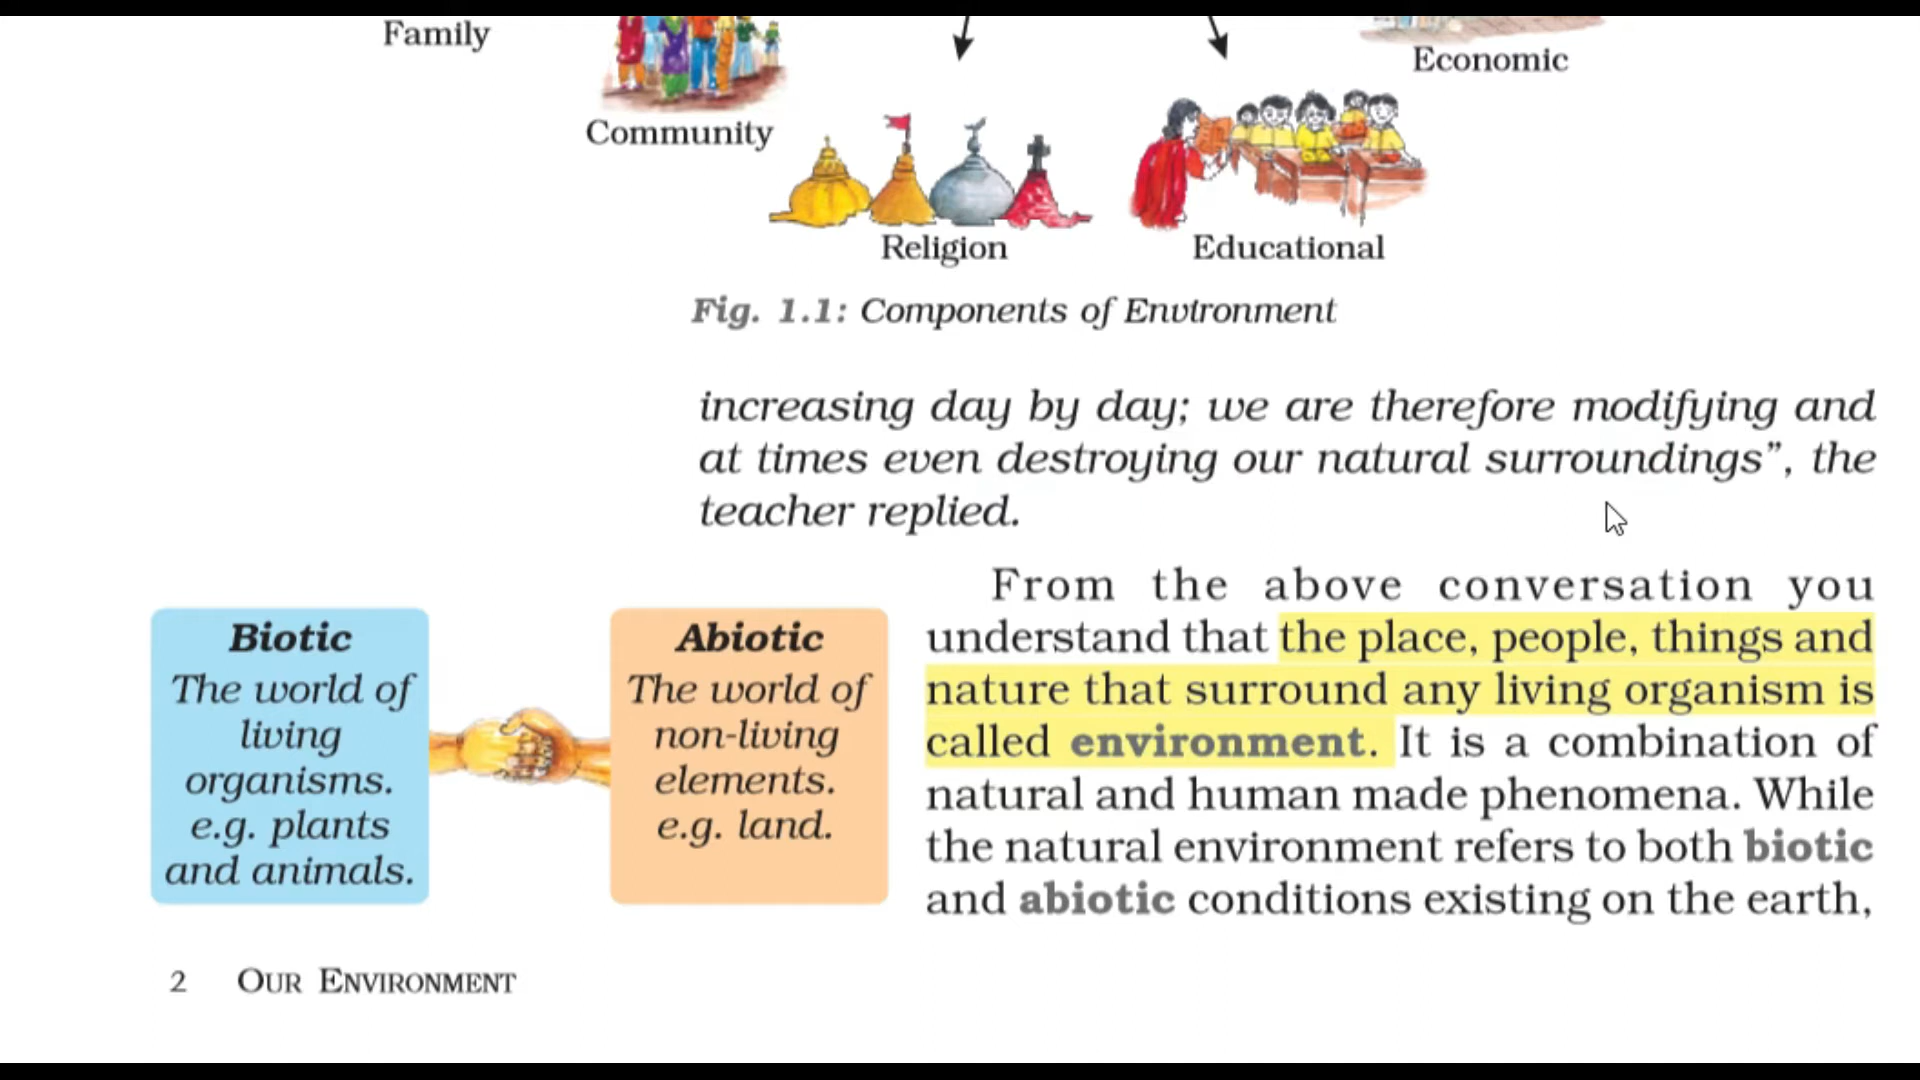 Family
Economic
Community
Religion
Educational
Fig. 1.1: Components of Environment
increasing day by day; we are therefore modifying and
at times even destroying our natural surroundings”, the
teacher replied.
From the above conversation you
understand that the place, people, things and
nature that surround any living organism is
called environment. It is a combination of
natural and human made phenomena. While
the natural environment refers to both biotic
and abiotic conditions existing on the earth,
Biotic
The world of
living
organisms.
e.g. plants
and animals.
Abiotic
The world of
non-living
elements.
e.g. land.
2 OUR ENVIRONMENT